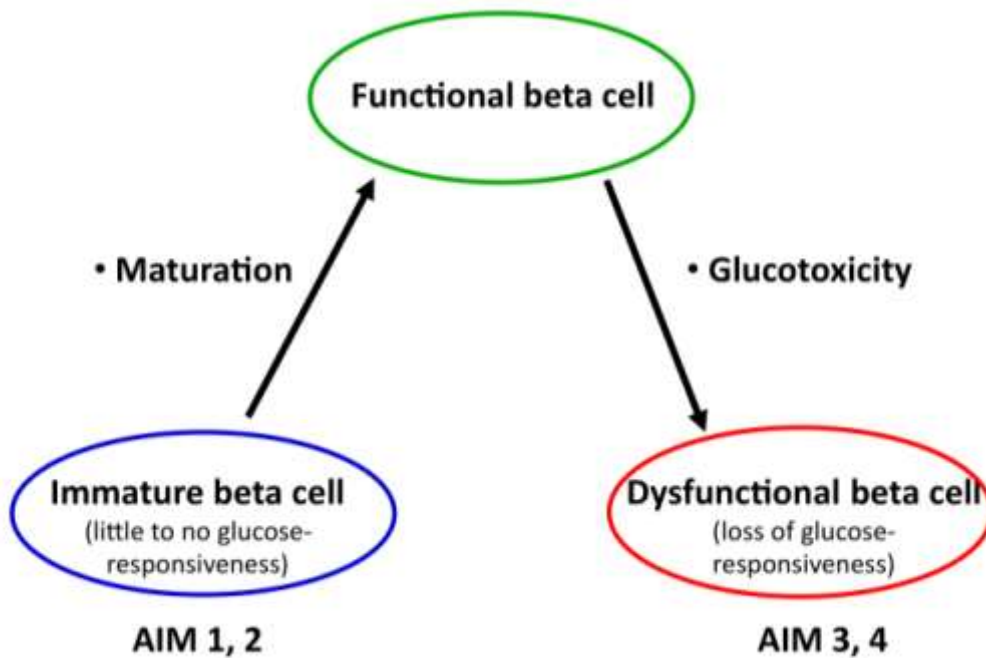 Functional beta cell
• Maturation
• Glucotoxicity
Immature beta cell
(little to no glucose-
responsiveness)
Dysfunctional beta cell
(loss of glucose-
responsiveness)
AIM 1, 2
AIM 3, 4